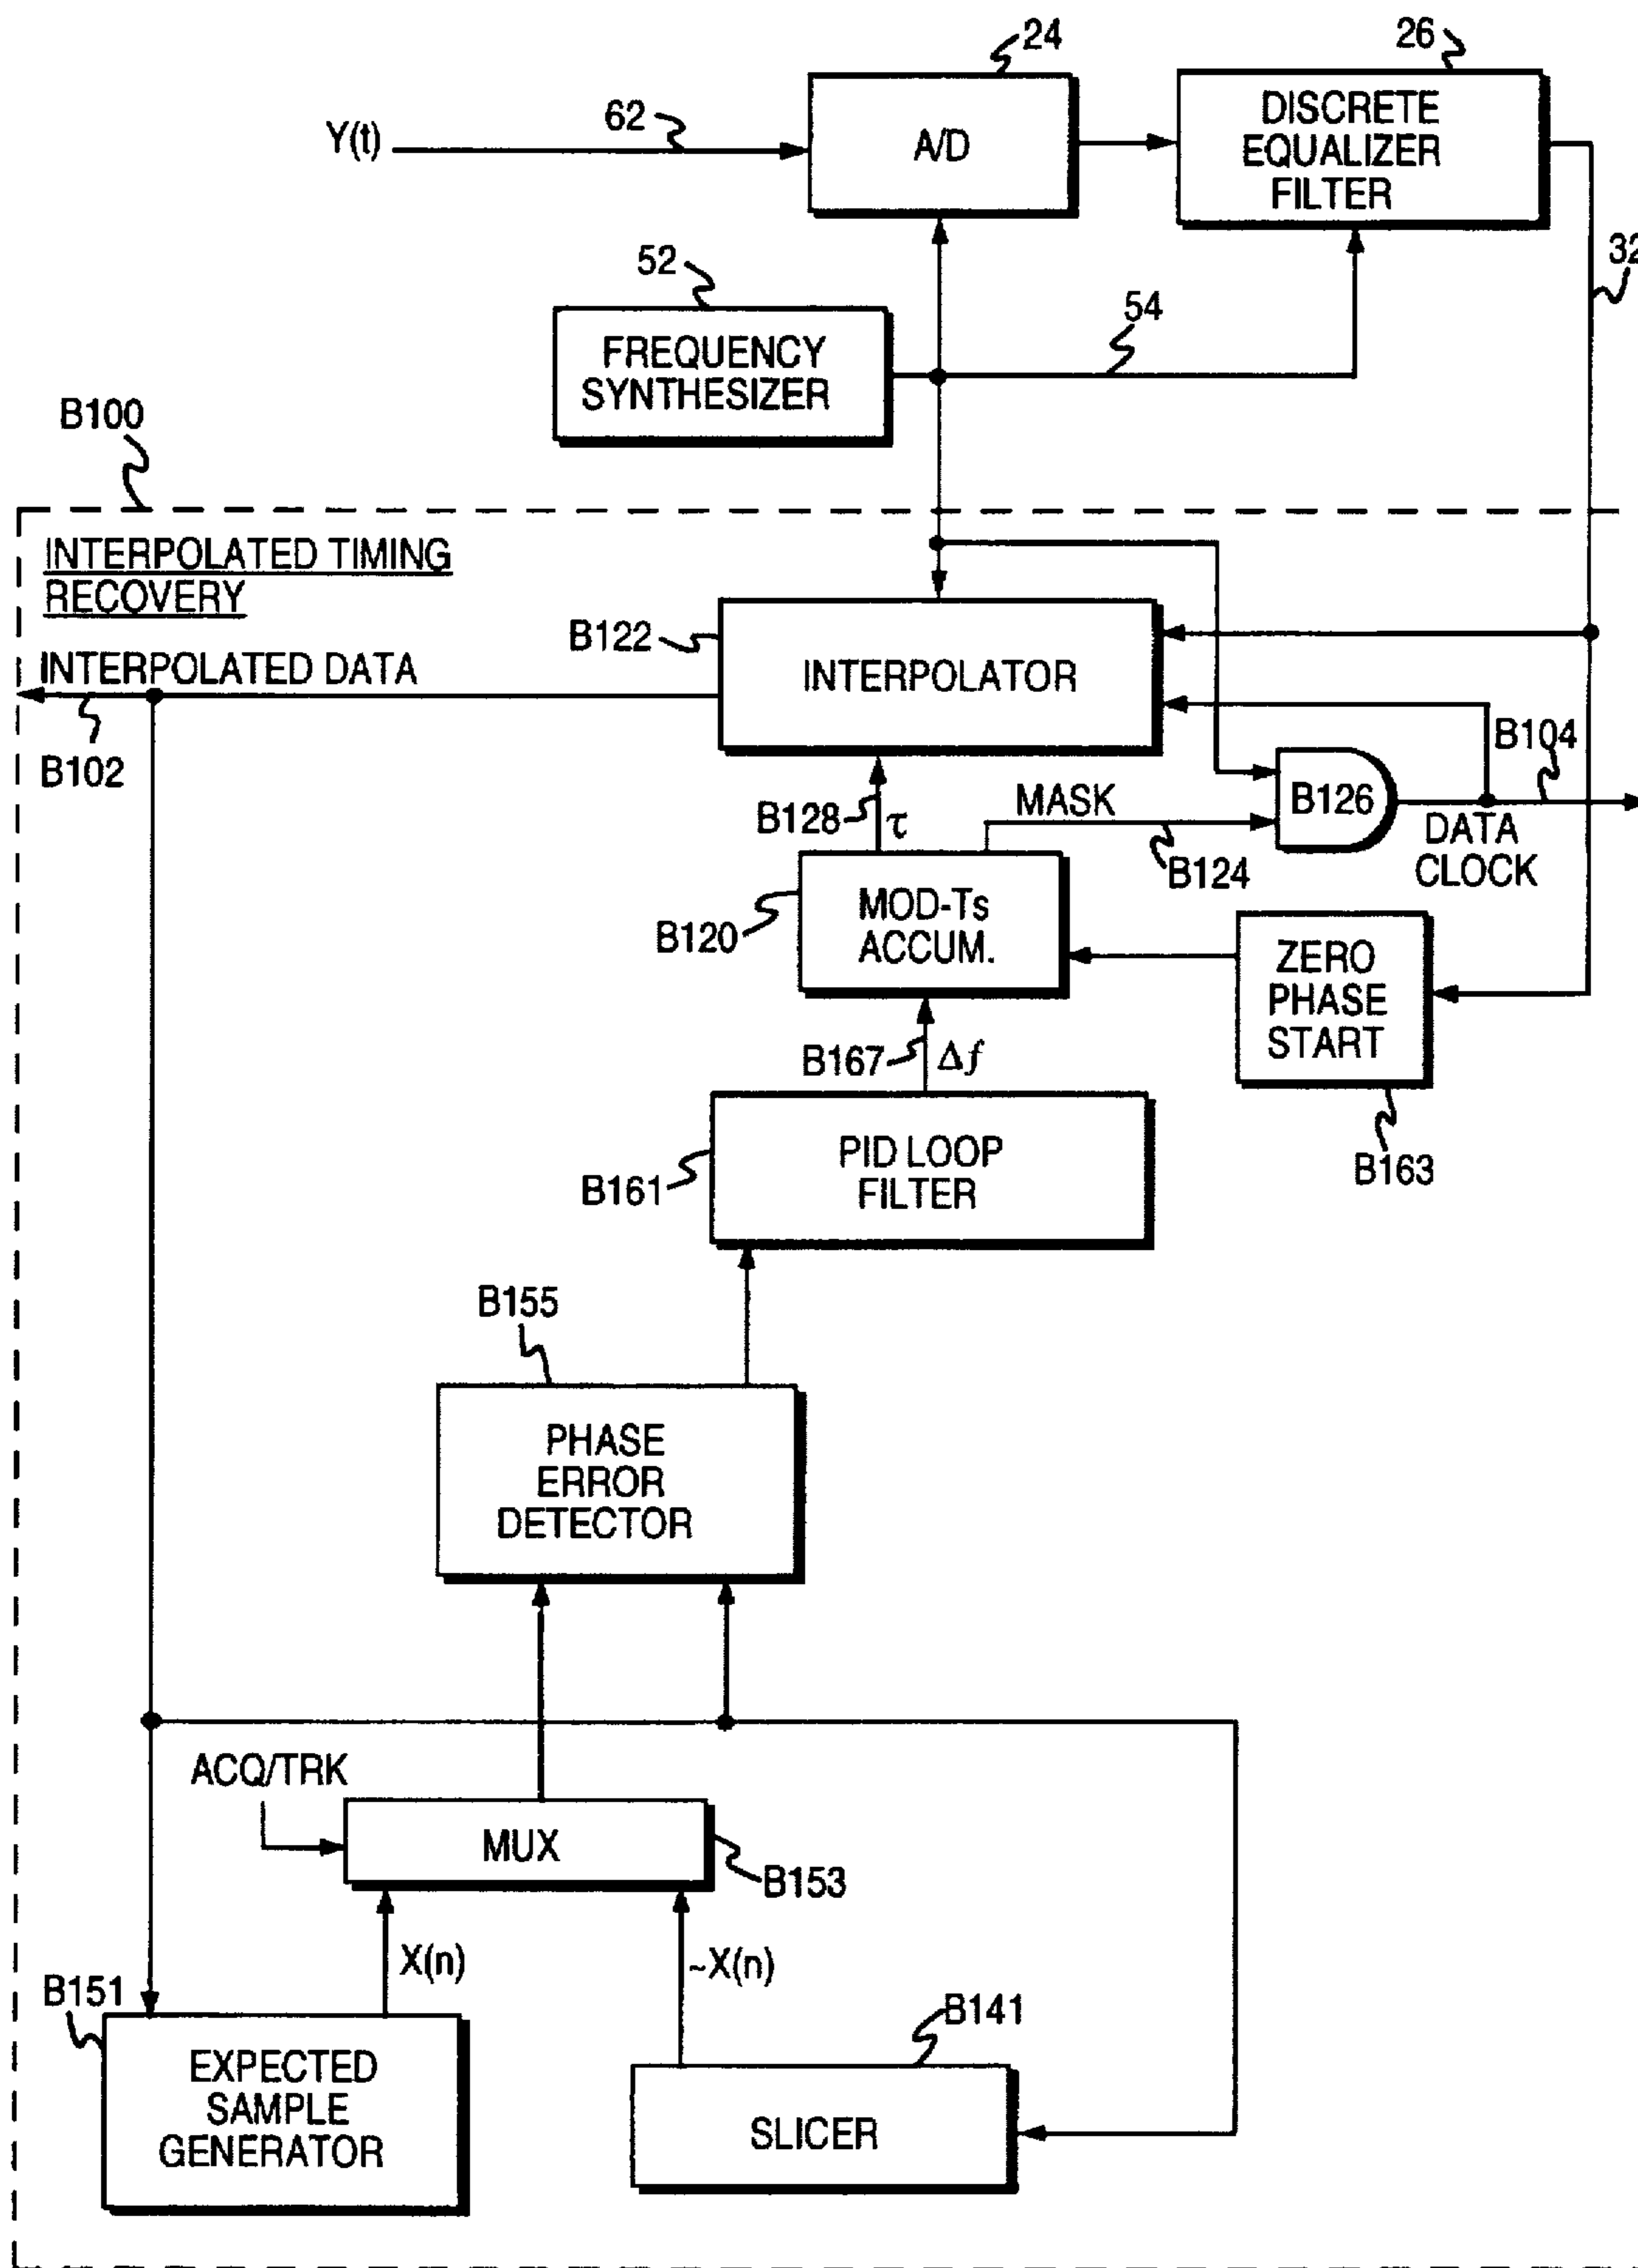 24
26
62
Y(t)
A/D
DISCRETE
EQUALIZER
FILTER
52
54
32
FREQUENCY
SYNTHESIZER
B100
INTERPOLATED TIMING
RECOVERY
B122
INTERPOLATED DATA
INTERPOLATOR
B102
B104
B128
τ
MASK
B126
DATA
CLOCK
B124
B120
MOD-Ts
ACCUM.
ZERO
PHASE
START
B167
Δf
B163
B161
PID LOOP
FILTER
B155
PHASE
ERROR
DETECTOR
ACQ/TRK
MUX
B153
X(n)
~X(n)
B151
B141
EXPECTED
SAMPLE
GENERATOR
SLICER